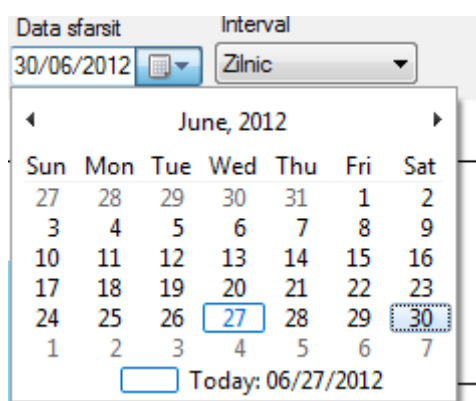 Data sfarsit Interval
30/06/2012 Zilnic
June, 2012
Sun Mon Tue Wed Thu Fri Sat
27 28 29 30 31 1 2
3 4 5 6 7 8 9
10 11 12 13 14 15 16
17 18 19 20 21 22 23
24 25 26 27 28 29 30
1 2 3 4 5 6 7
Today: 06/27/2012